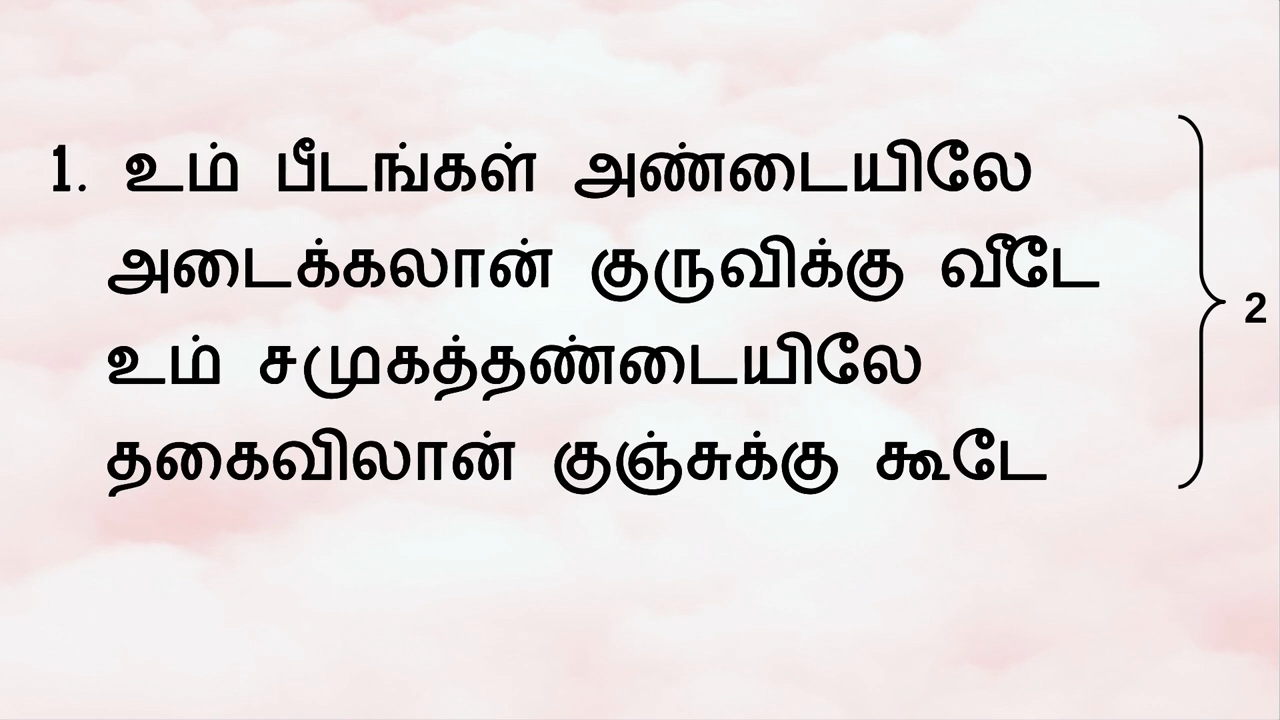 1. உம் பீடங்கள் அண்டையிலே
அடைக்கலான் குருவிக்கு வீடே
உம் சமுகத்தண்டையிலே
தகைவிலான் குஞ்சுக்கு கூடே
2